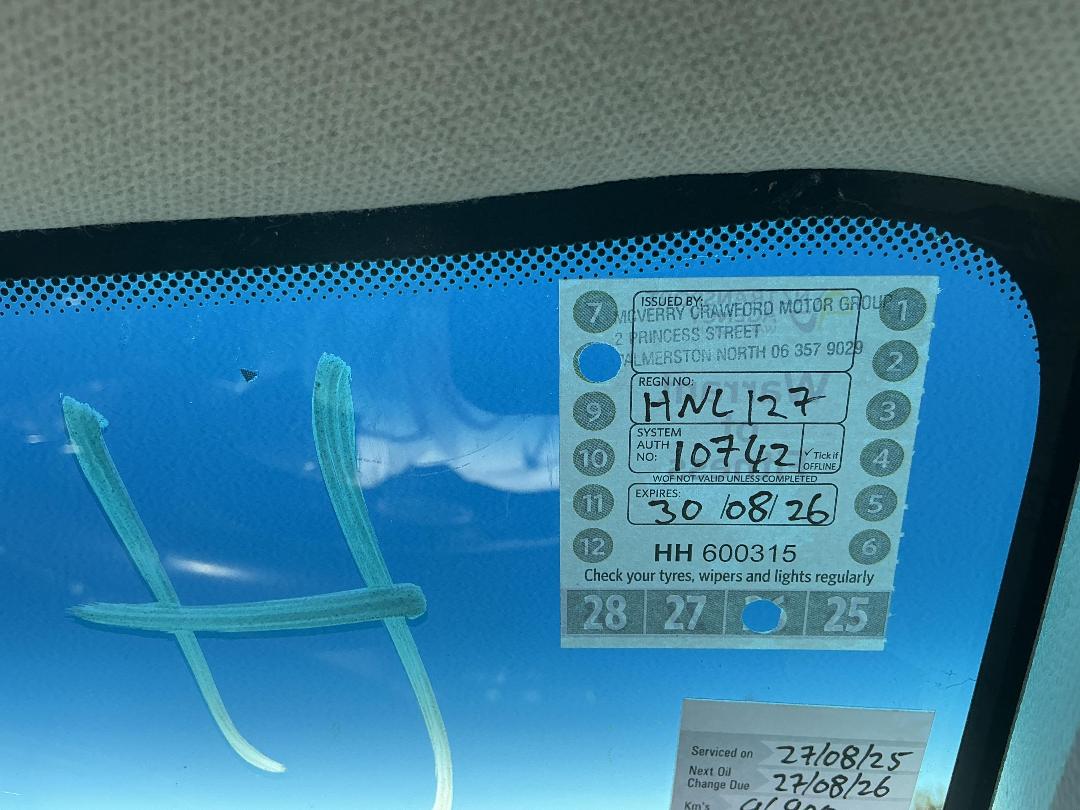 H
7
ISSUED BY:
MCVERRY CRAWFORD MOTOR GROUP
2 PRINCESS STREET
PALMERSTON NORTH 06 357 9029
1
2
REGN NO:
HNL127
9
3
SYSTEM
AUTH
NO: 10742
✓ Tick if
OFFLINE
10
4
WOF NOT VALID UNLESS COMPLETED
EXPIRES:
30 /08/ 26
11
5
12
HH 600315
6
Check your tyres, wipers and lights regularly
28 27 25
Serviced on 27/08/25
Next Oil
Change Due 27/08/26
Km's